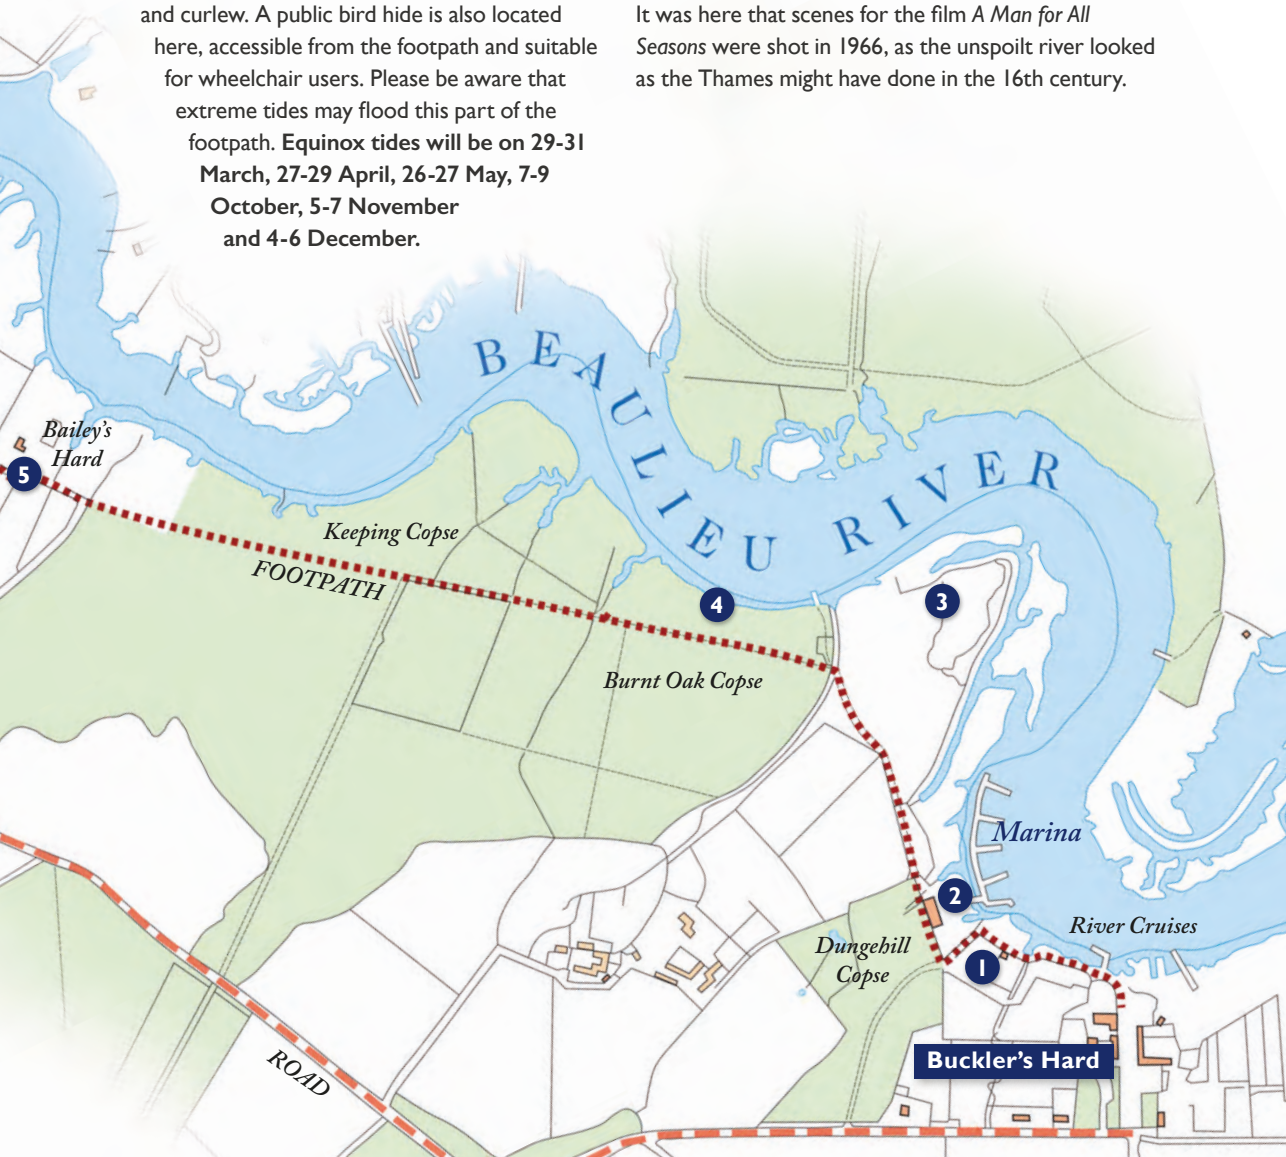 and curlew. A public bird hide is also located
here, accessible from the footpath and suitable
for wheelchair users. Please be aware that
extreme tides may flood this part of the
footpath. Equinox tides will be on 29-31
March, 27-29 April, 26-27 May, 7-9
October, 5-7 November
and 4-6 December.
It was here that scenes for the film A Man for All
Seasons were shot in 1966, as the unspoilt river looked
as the Thames might have done in the 16th century.
BEAULIEU RIVER
Bailey's
Hard
5
Keeping Copse
FOOTPATH
4
3
Burnt Oak Copse
Marina
2
River Cruises
Dungehill
Copse
1
Buckler's Hard
ROAD